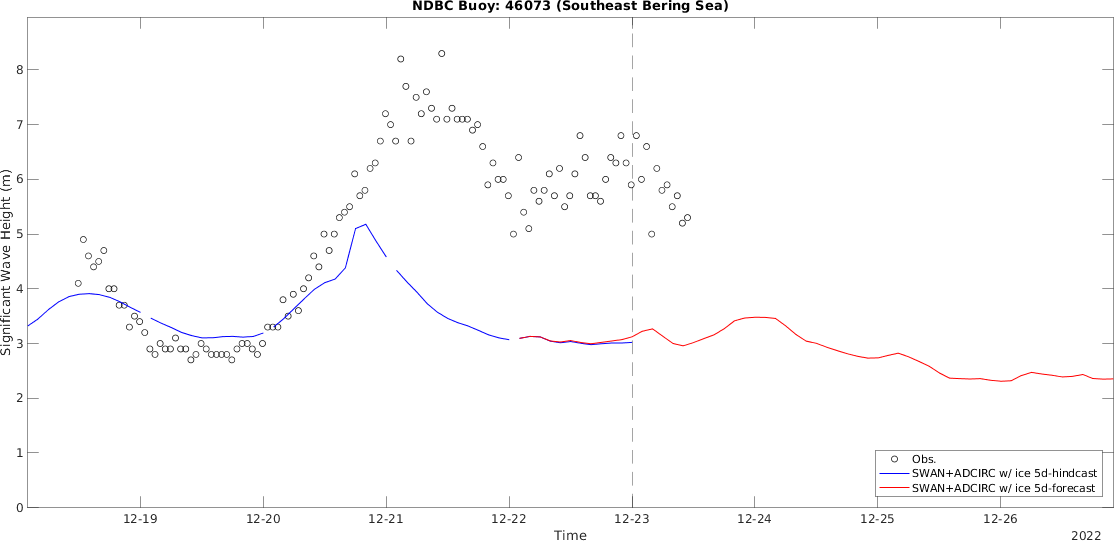 NDBC Buoy: 46073 (Southeast Bering Sea)
Significant Wave Height (m)
8
7
6
5
4
3
2
1
0
Obs.
SWAN+ADCIRC w/ ice 5d-hindcast
SWAN+ADCIRC w/ ice 5d-forecast
12-19 12-20 12-21 12-22 12-23 12-24 12-25 12-26
Time
2022